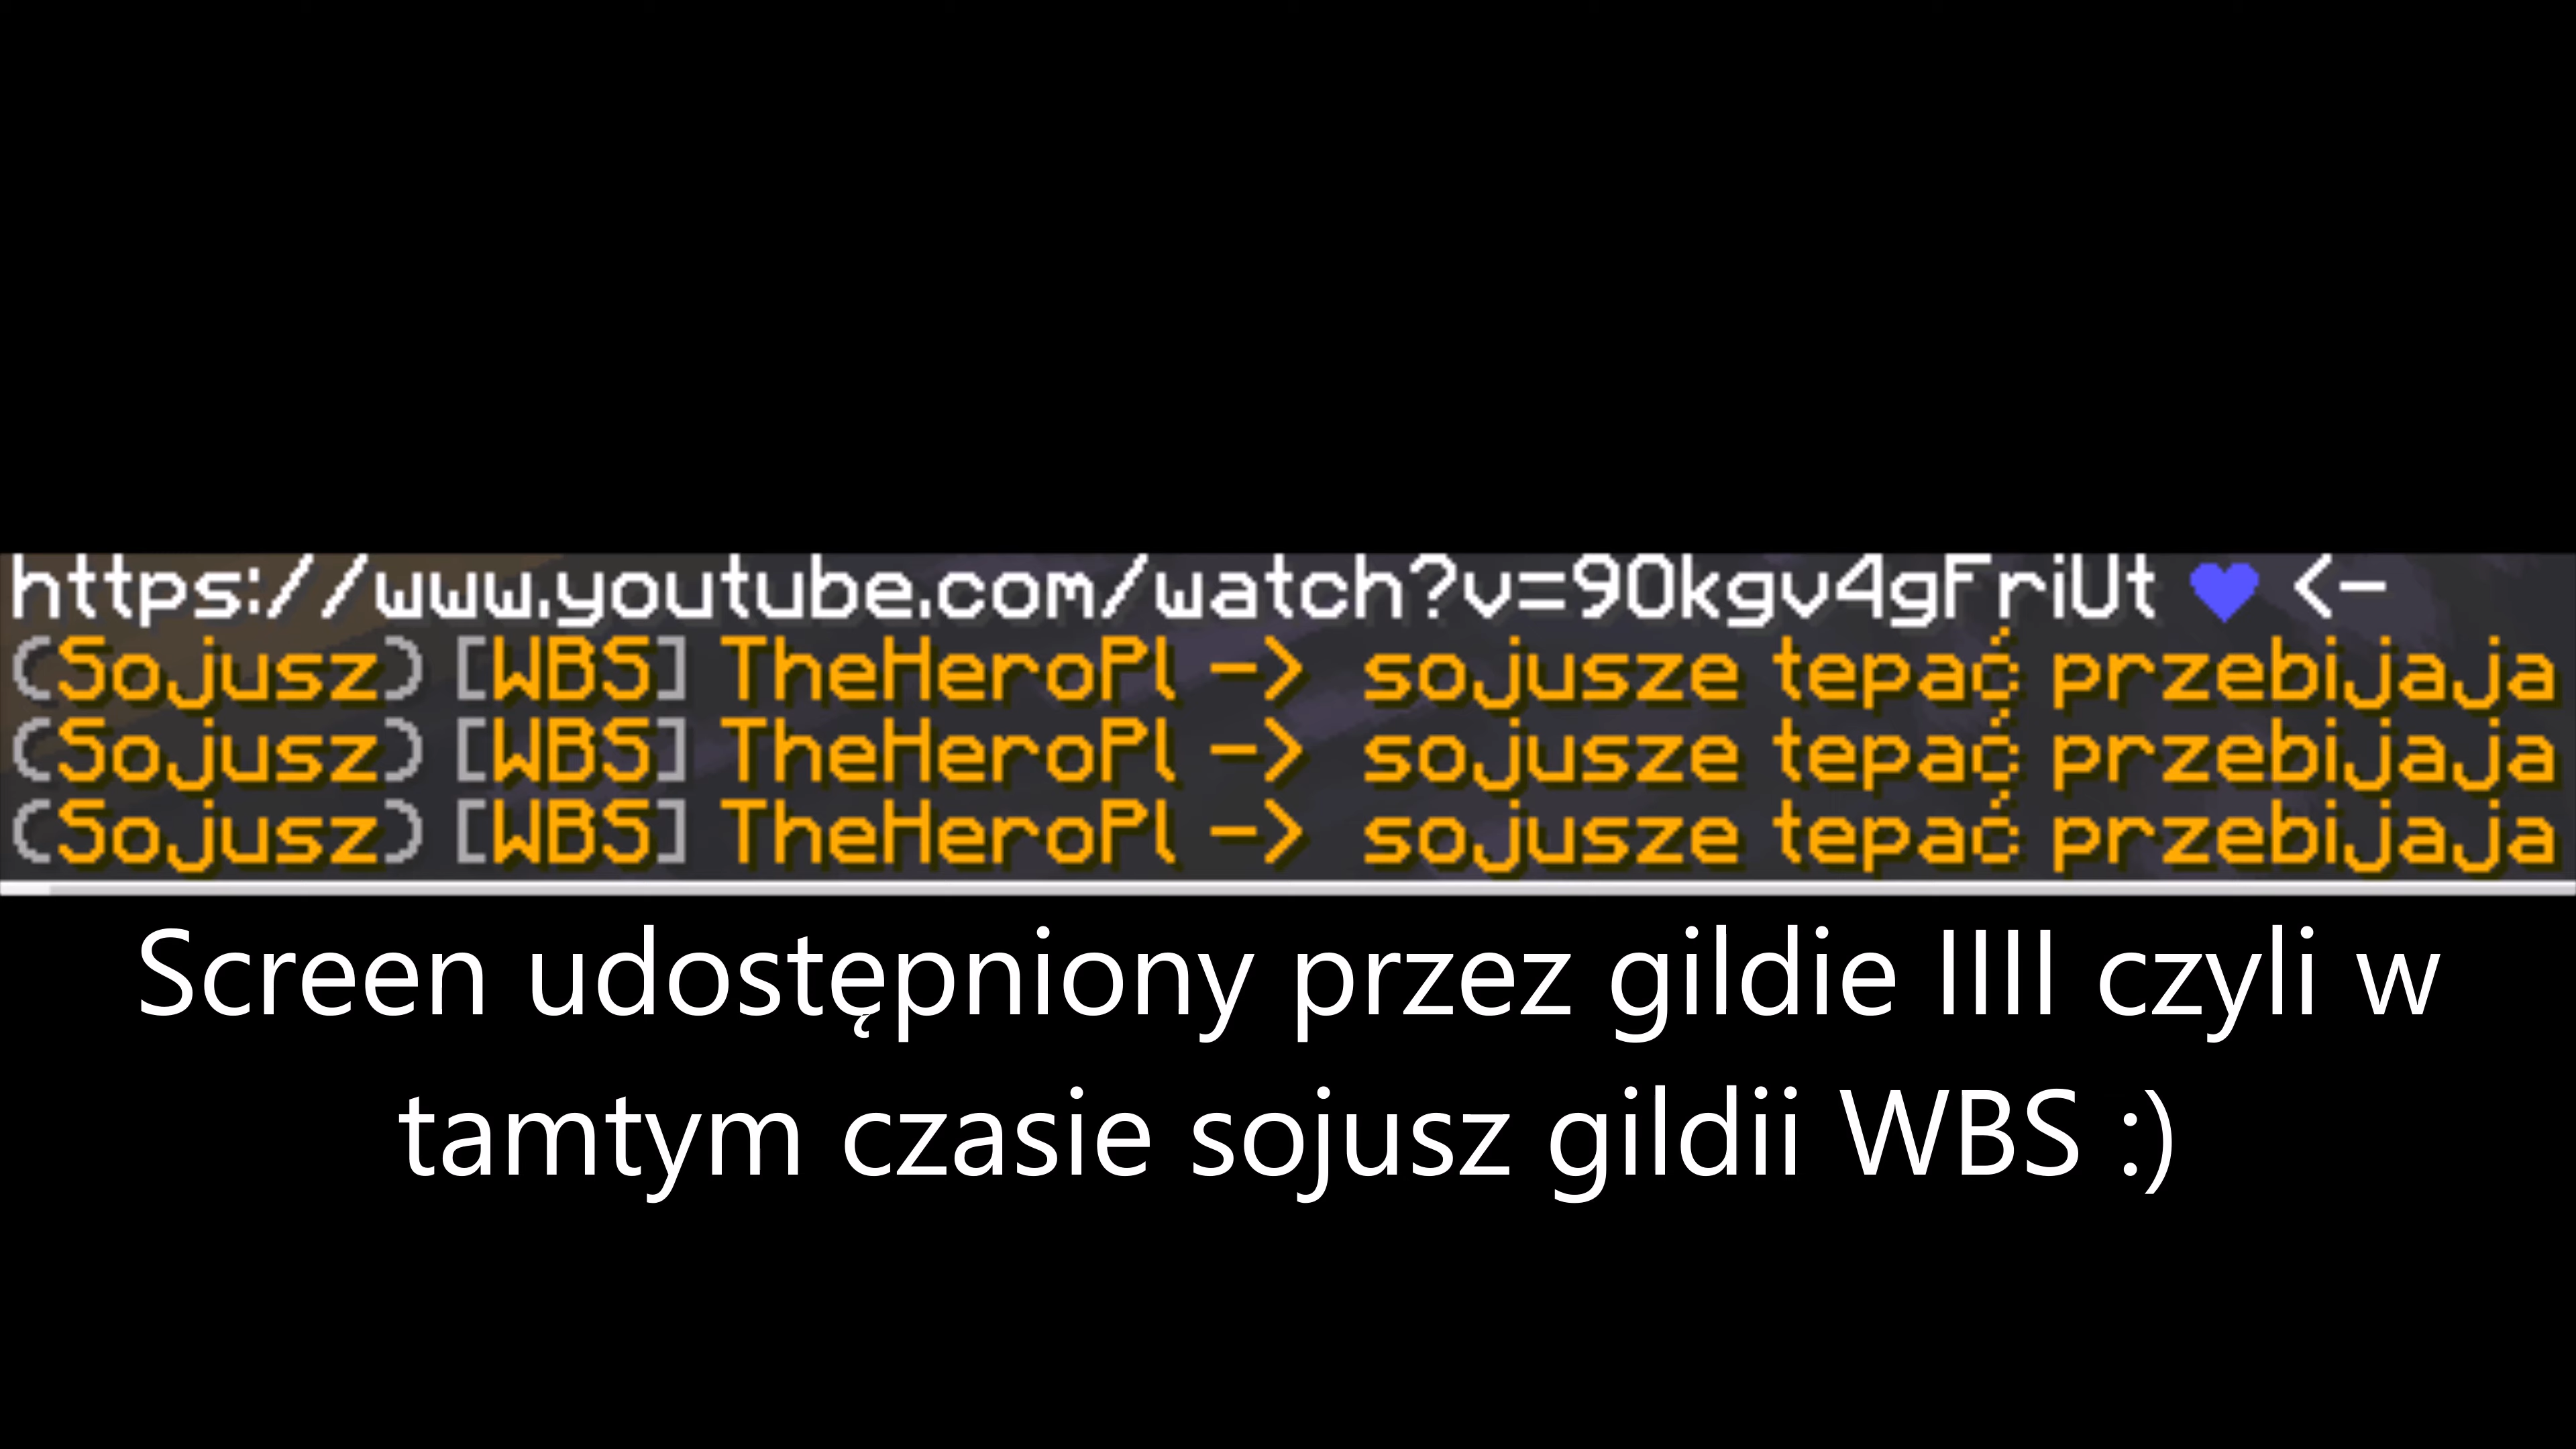 https://www.youtube.com/watch?v=90kgv4gFriUt 💙 <-
(Sojusz) [WBS] TheHeroPl -> sojusze tepać przebijaja
(Sojusz) [WBS] TheHeroPl -> sojusze tepać przebijaja
(Sojusz) [WBS] TheHeroPl -> sojusze tepać przebijaja
Screen udostępniony przez gildie IIII czyli w
tamtym czasie sojusz gildii WBS :)